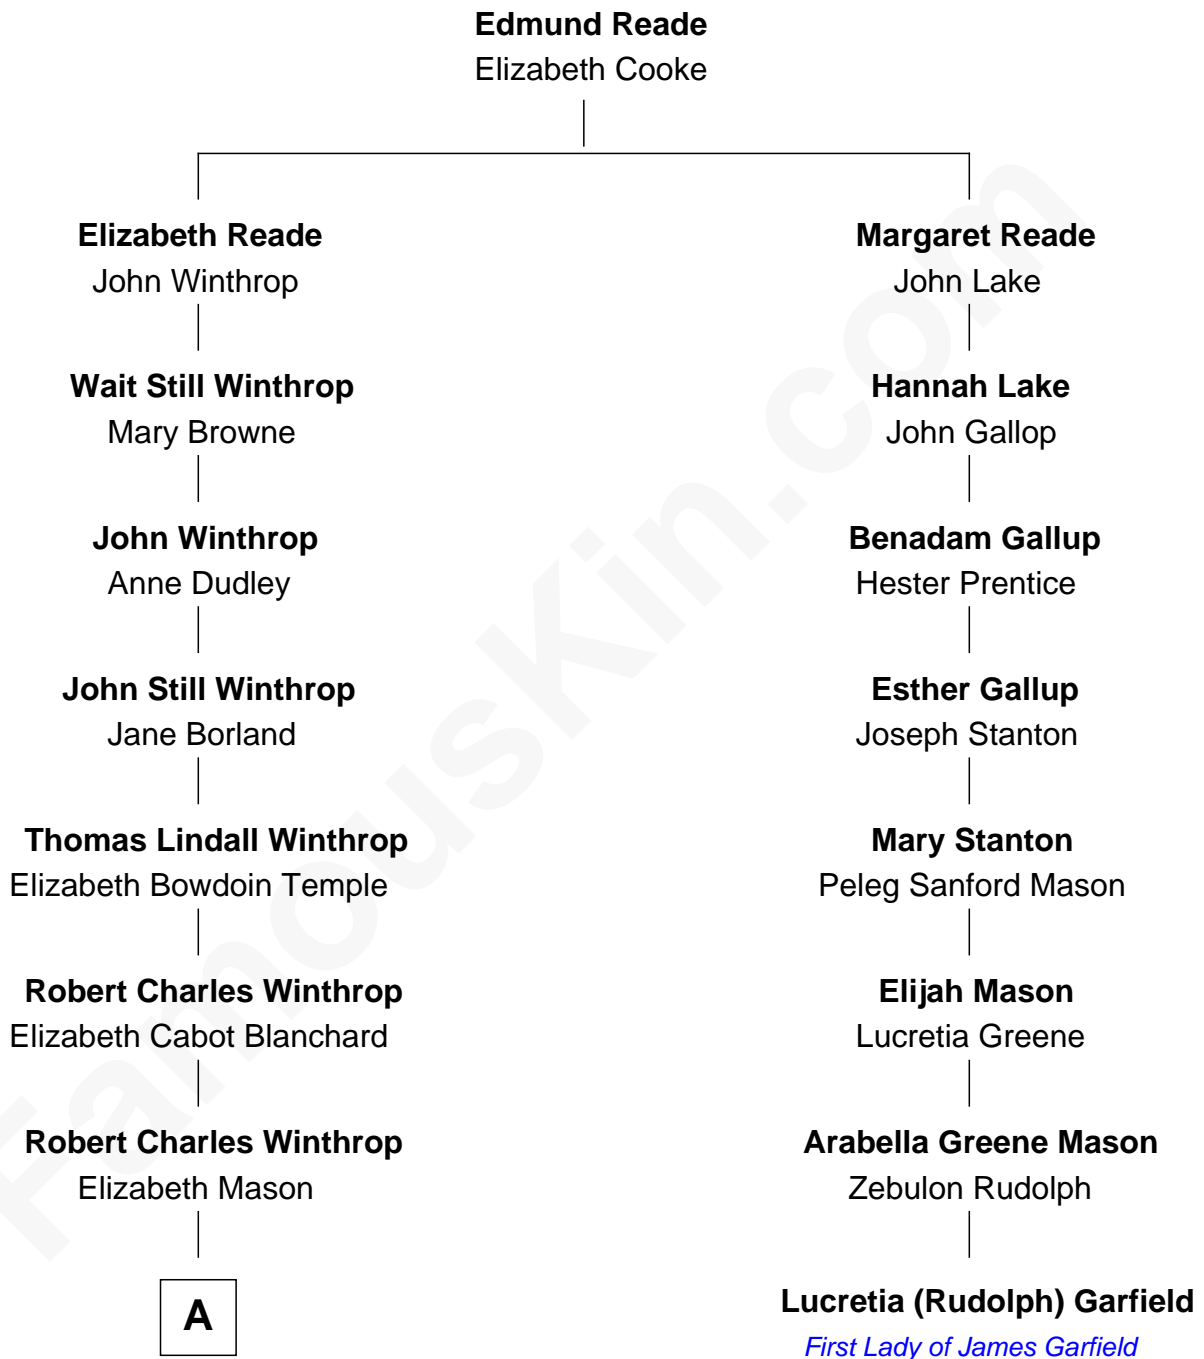 Edmund Reade
Elizabeth Cooke
Elizabeth Reade
John Winthrop
Margaret Reade
John Lake
Wait Still Winthrop
Mary Browne
Hannah Lake
John Gallop
John Winthrop
Anne Dudley
Benadam Gallup
Hester Prentice
John Still Winthrop
Jane Borland
Esther Gallup
Joseph Stanton
Thomas Lindall Winthrop
Elizabeth Bowdoin Temple
Mary Stanton
Peleg Sanford Mason
Robert Charles Winthrop
Elizabeth Cabot Blanchard
Elijah Mason
Lucretia Greene
Robert Charles Winthrop
Elizabeth Mason
Arabella Greene Mason
Zebulon Rudolph
A
Lucretia (Rudolph) Garfield
First Lady of James Garfield
FamousKin.com